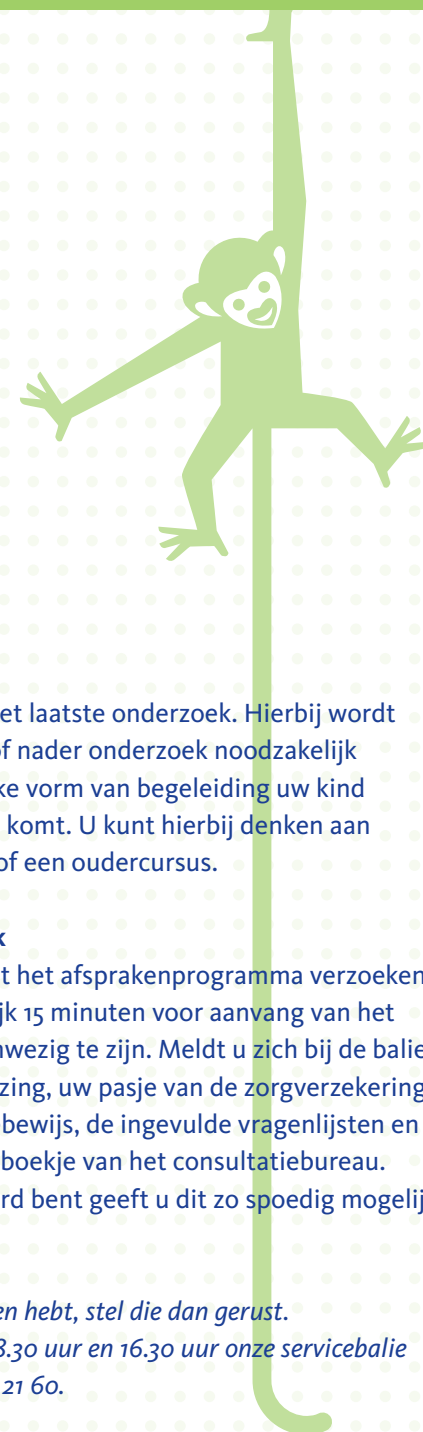 et laatste onderzoek. Hierbij wordt
of nader onderzoek noodzakelijk
ke vorm van begeleiding uw kind
komt. U kunt hierbij denken aan
of een oudercursus.
k
t het afsprakenprogramma verzoeken
ijk 15 minuten voor aanvang van het
nwezig te zijn. Meldt u zich bij de balie
zing, uw pasje van de zorgverzekering
ebewijs, de ingevulde vragenlijsten en
boekje van het consultatiebureau.
rd bent geeft u dit zo spoedig mogelij
en hebt, stel die dan gerust.
8.30 uur en 16.30 uur onze servicebalie
21 60.